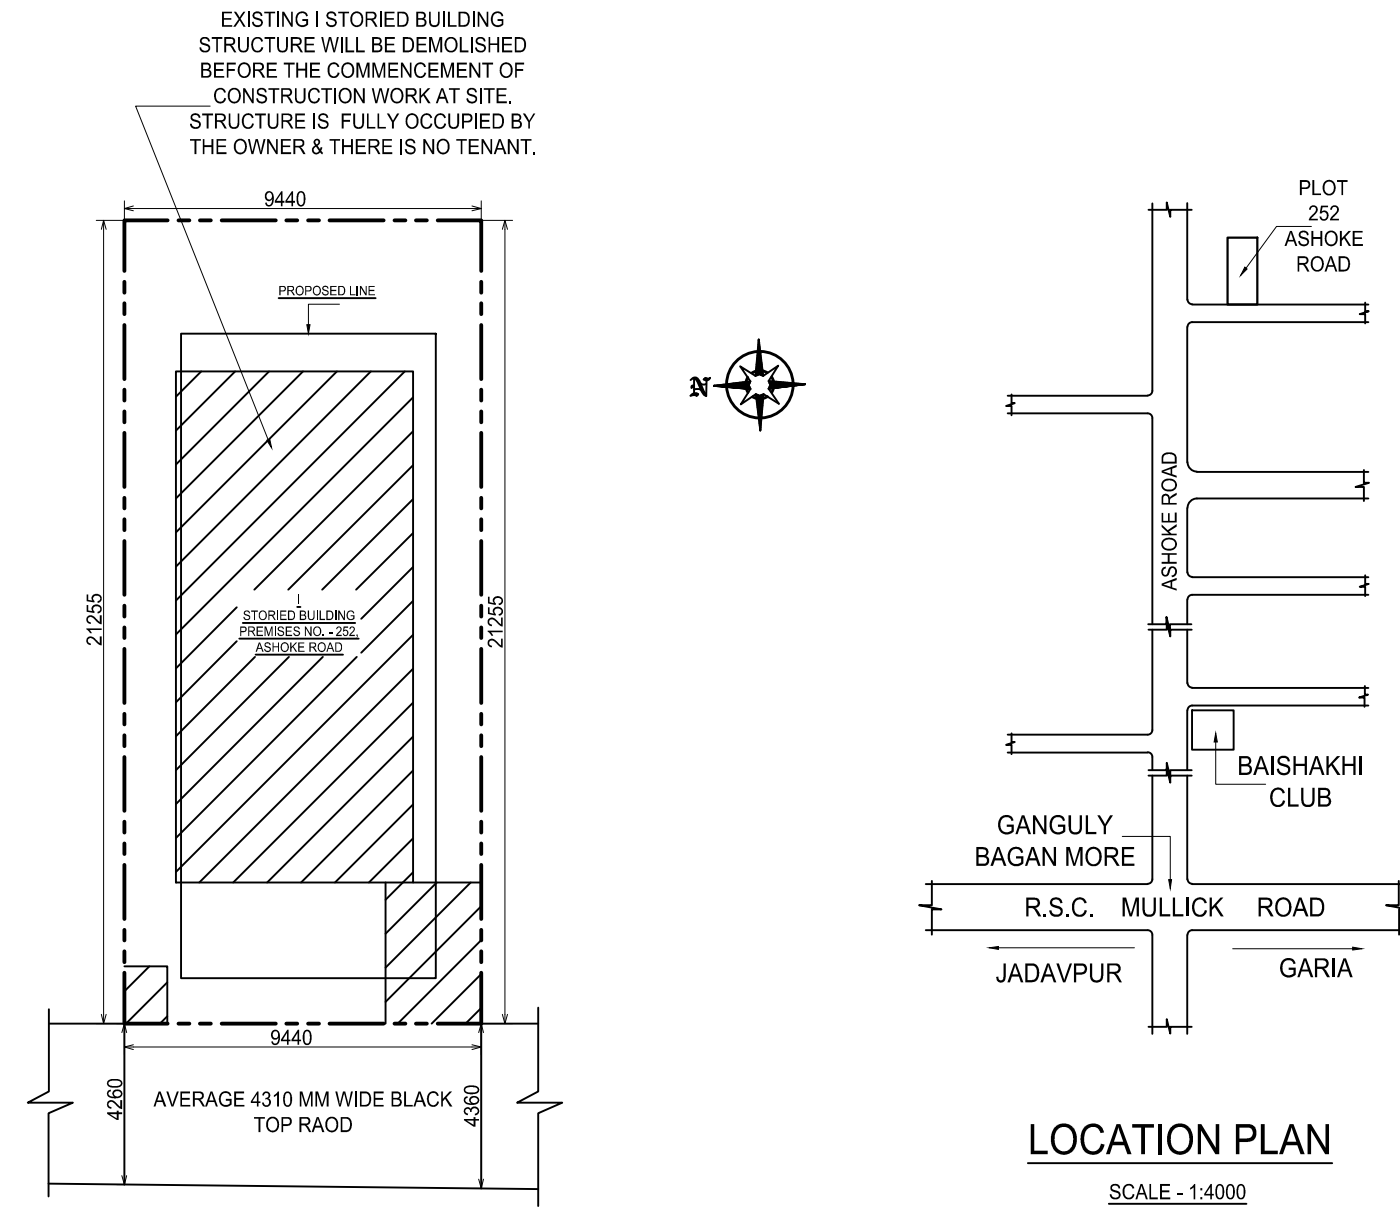 EXISTING I STORIED BUILDING
STRUCTURE WILL BE DEMOLISHED
BEFORE THE COMMENCEMENT OF
CONSTRUCTION WORK AT SITE.
STRUCTURE IS FULLY OCCUPIED BY
THE OWNER & THERE IS NO TENANT.
9440
PROPOSED LINE
21255
21255
I
STORIED BUILDING
PREMISES NO. - 252,
ASHOKE ROAD
9440
4260
4360
AVERAGE 4310 MM WIDE BLACK
TOP RAOD
N
PLOT
252
ASHOKE
ROAD
ASHOKE ROAD
BAISHAKHI
CLUB
GANGULY
BAGAN MORE
R.S.C. MULLICK ROAD
JADAVPUR
GARIA
LOCATION PLAN
SCALE - 1:4000